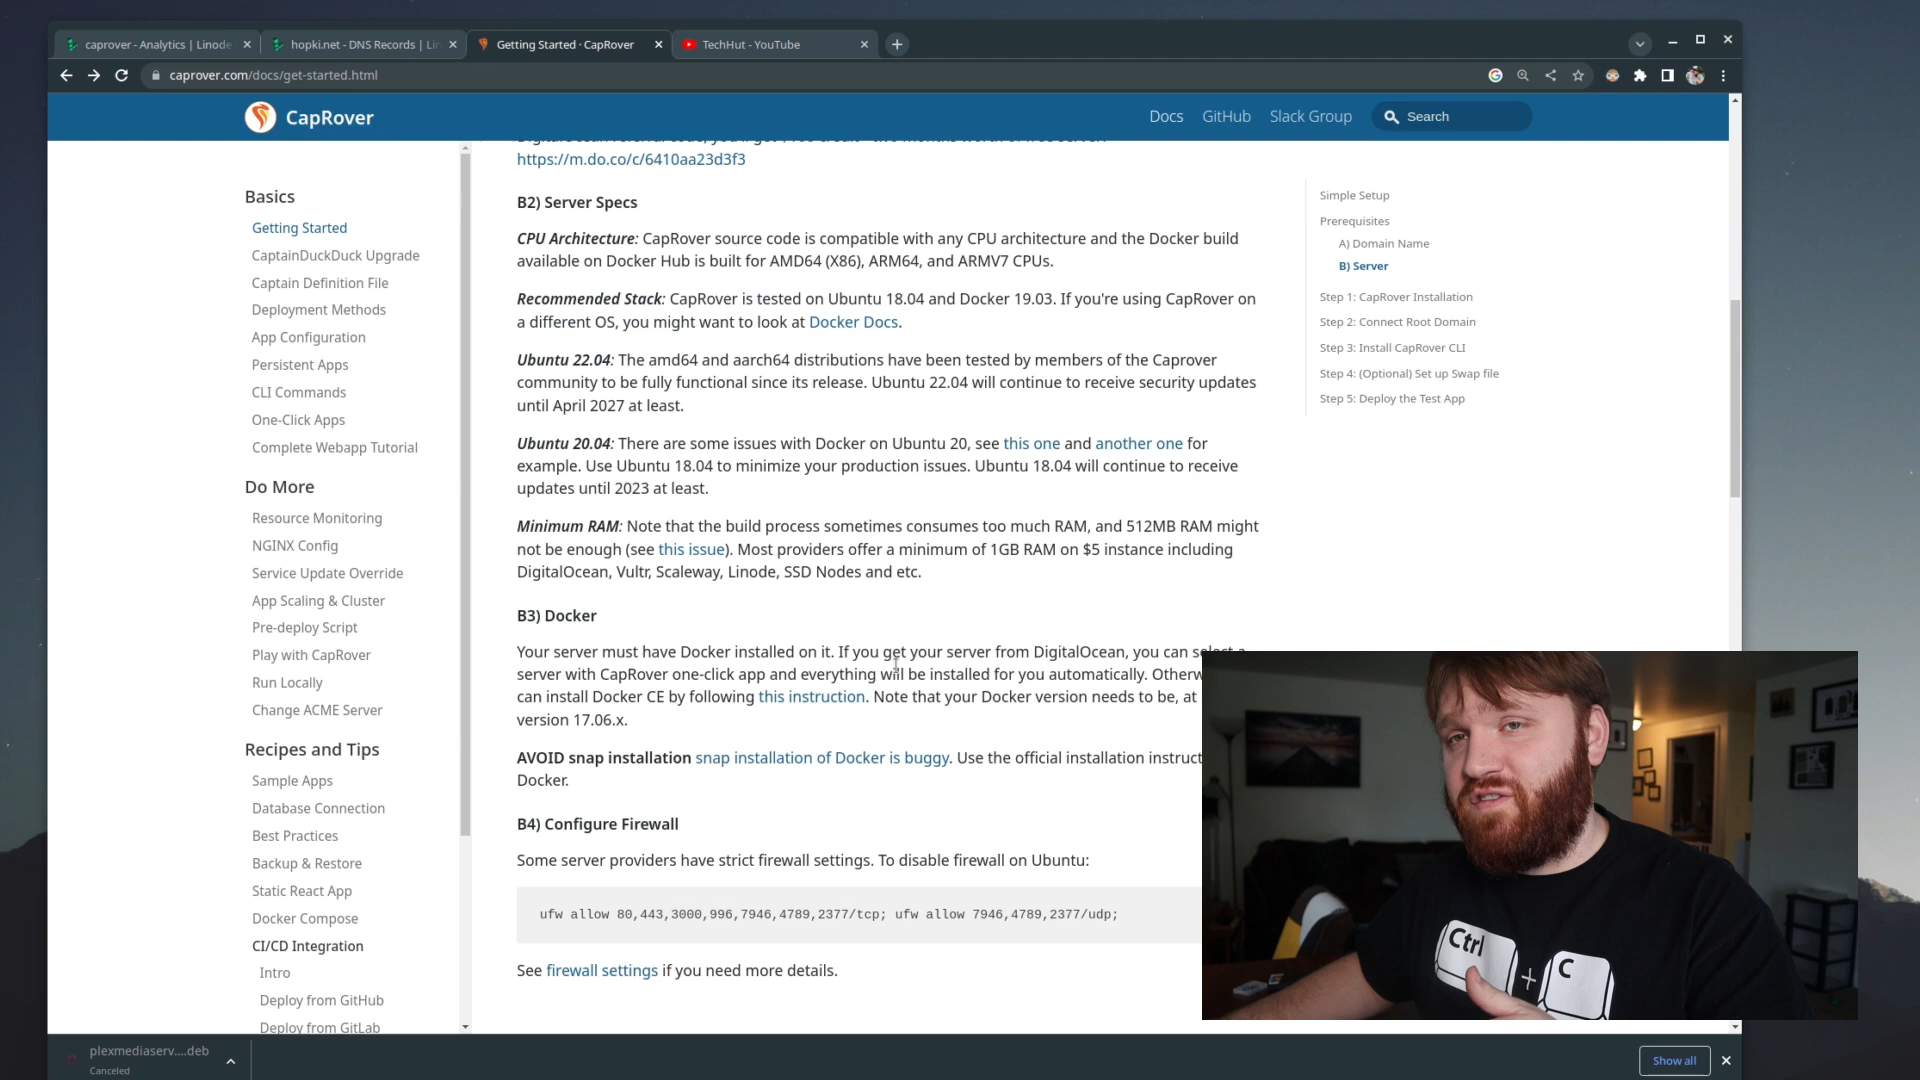 caprover - Analytics | Linode
hopki.net - DNS Records | Lin
Getting Started · CapRover
TechHut - YouTube
caprover.com/docs/get-started.html
CapRover
Docs
GitHub
Slack Group
Search
Basics
Getting Started
CaptainDuckDuck Upgrade
Captain Definition File
Deployment Methods
App Configuration
Persistent Apps
CLI Commands
One-Click Apps
Complete Webapp Tutorial
Do More
Resource Monitoring
NGINX Config
Service Update Override
App Scaling & Cluster
Pre-deploy Script
Play with CapRover
Run Locally
Change ACME Server
Recipes and Tips
Sample Apps
Database Connection
Best Practices
Backup & Restore
Static React App
Docker Compose
CI/CD Integration
Intro
Deploy from GitHub
Deploy from GitLab
https://m.do.co/c/6410aa23d3f3
B2) Server Specs
CPU Architecture: CapRover source code is compatible with any CPU architecture and the Docker build
available on Docker Hub is built for AMD64 (X86), ARM64, and ARMV7 CPUs.
Recommended Stack: CapRover is tested on Ubuntu 18.04 and Docker 19.03. If you're using CapRover on
a different OS, you might want to look at Docker Docs.
Ubuntu 22.04: The amd64 and aarch64 distributions have been tested by members of the Caprover
community to be fully functional since its release. Ubuntu 22.04 will continue to receive security updates
until April 2027 at least.
Ubuntu 20.04: There are some issues with Docker on Ubuntu 20, see this one and another one for
example. Use Ubuntu 18.04 to minimize your production issues. Ubuntu 18.04 will continue to receive
updates until 2023 at least.
Minimum RAM: Note that the build process sometimes consumes too much RAM, and 512MB RAM might
not be enough (see this issue). Most providers offer a minimum of 1GB RAM on $5 instance including
DigitalOcean, Vultr, Scaleway, Linode, SSD Nodes and etc.
B3) Docker
Your server must have Docker installed on it. If you get your server from DigitalOcean, you can select a
server with CapRover one-click app and everything will be installed for you automatically. Otherw
can install Docker CE by following this instruction. Note that your Docker version needs to be, at
version 17.06.x.
AVOID snap installation snap installation of Docker is buggy. Use the official installation instruct
Docker.
B4) Configure Firewall
Some server providers have strict firewall settings. To disable firewall on Ubuntu:
ufw allow 80,443,3000,996,7946,4789,2377/tcp; ufw allow 7946,4789,2377/udp;
See firewall settings if you need more details.
Simple Setup
Prerequisites
A) Domain Name
B) Server
Step 1: CapRover Installation
Step 2: Connect Root Domain
Step 3: Install CapRover CLI
Step 4: (Optional) Set up Swap file
Step 5: Deploy the Test App
Ctrl
+
C
plexmediaserv....deb
Canceled
Show all